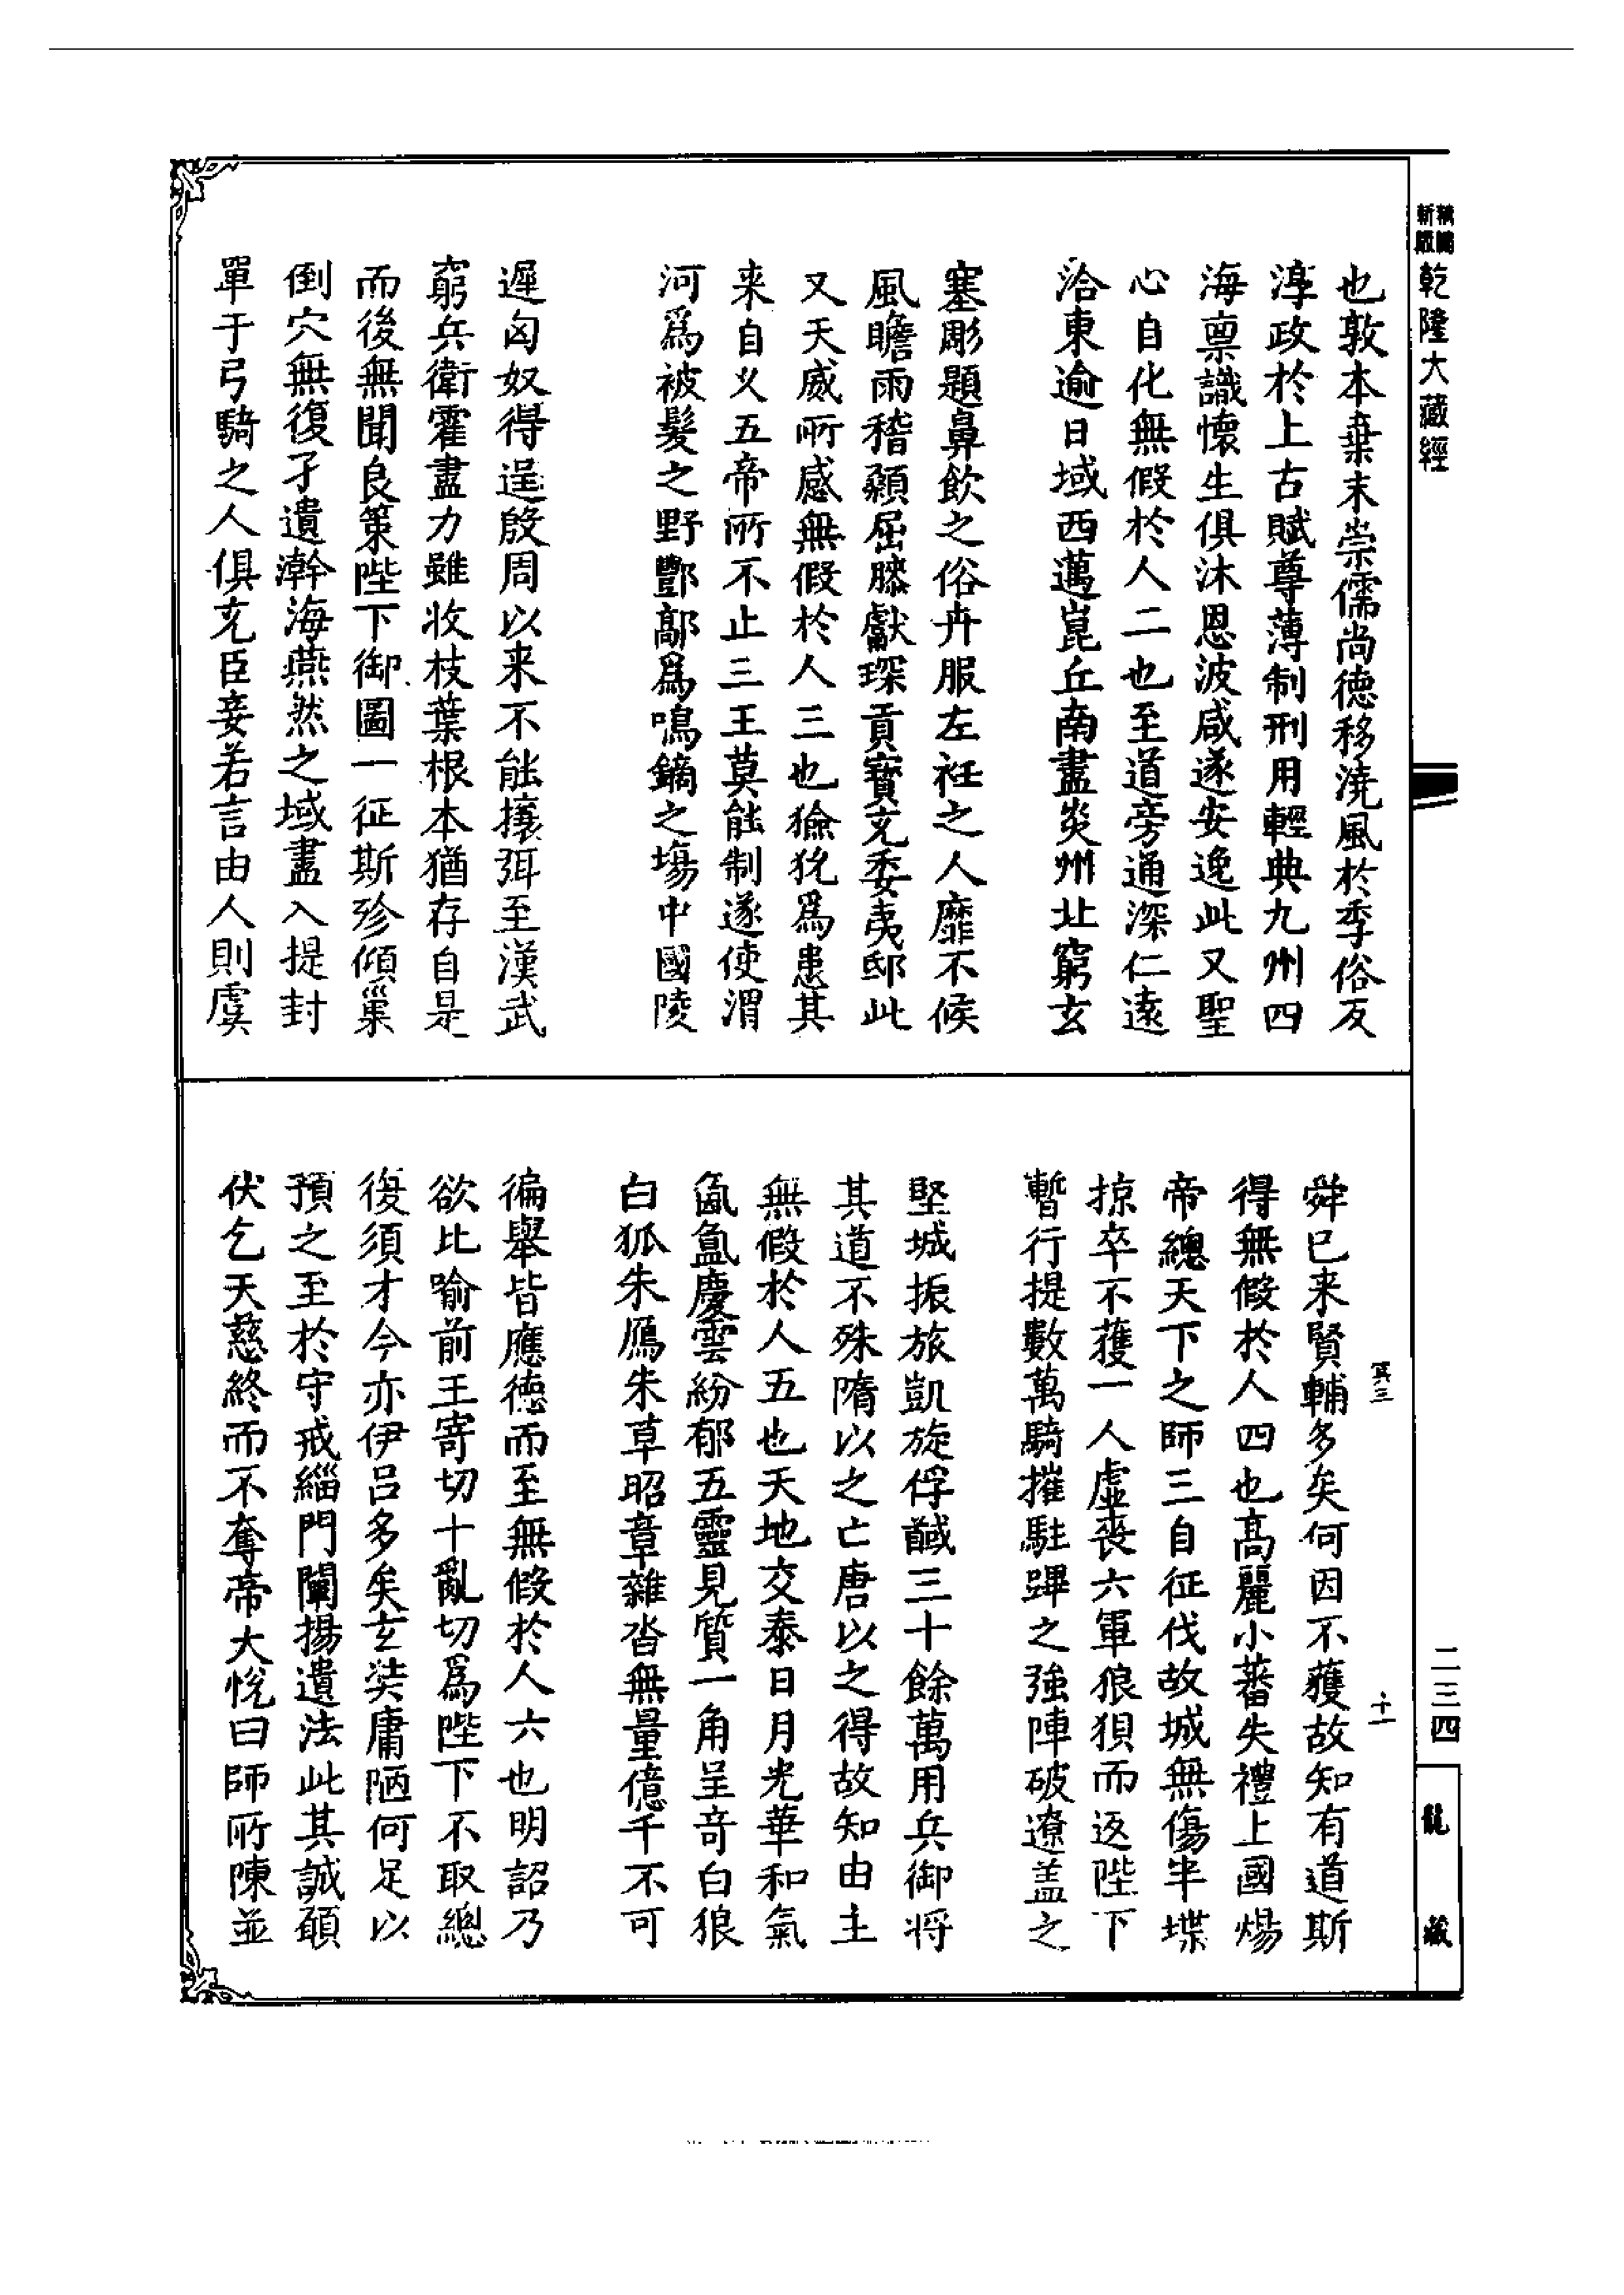 乾隆大藏經
也敦本棄末崇儒尚德移澆風於季俗反
淳政於上古賦尊薄制刑用輕典九州四
海禀識懷生俱沐恩波咸遂安逸此又聖
心自化無假於人二也至道旁通深仁遠
洽東逾日域西邁崑丘南盡炎州北窮玄
塞彫題鼻飲之俗卉服左衽之人靡不候
風瞻雨稽顙屈膝獻琛貢寶充委夷邸此
又天威所感無假於人三也獫狁爲患其
来自乆五帝所不止三王莫能制遂使渭
河爲被髮之野酆鄗爲鳴鏑之場中國陵
遲匈奴得逞殷周以来不能攘弭至漢武
窮兵衛霍盡力雖收枝葉根本猶存自是
而後無聞良策陛下御圖一征斯殄傾巢
倒穴無復孑遺瀚海燕然之域盡入提封
單于弓騎之人俱充臣妾若言由人則虞
舜已来賢輔多矣何因不獲故知有道斯
得無假於人四也髙麗小蕃失禮上國煬
帝總天下之師三自征伐故城無傷半堞
掠卒不獲一人虛喪六軍狼狽而返陛下
暫行提數萬騎摧駐蹕之強陣破遼盖之
堅城振旅凱旋俘馘三十餘萬用兵御将
其道不殊隋以之亡唐以之得故知由主
無假於人五也天地交泰日月光華和氣
氤氳慶雲紛郁五靈見質一角呈竒白狼
白狐朱鴈朱草昭章雜沓無量億千不可
徧舉皆應德而至無假於人六也明詔乃
欲比喻前王寄切十亂切爲陛下不取總
復須才今亦伊吕多矣玄奘庸陋何足以
預之至於守戒緇門闡揚遺法此其誠願
伏乞天慈終而不奪帝大悅曰師所陳並
二三四
龍藏